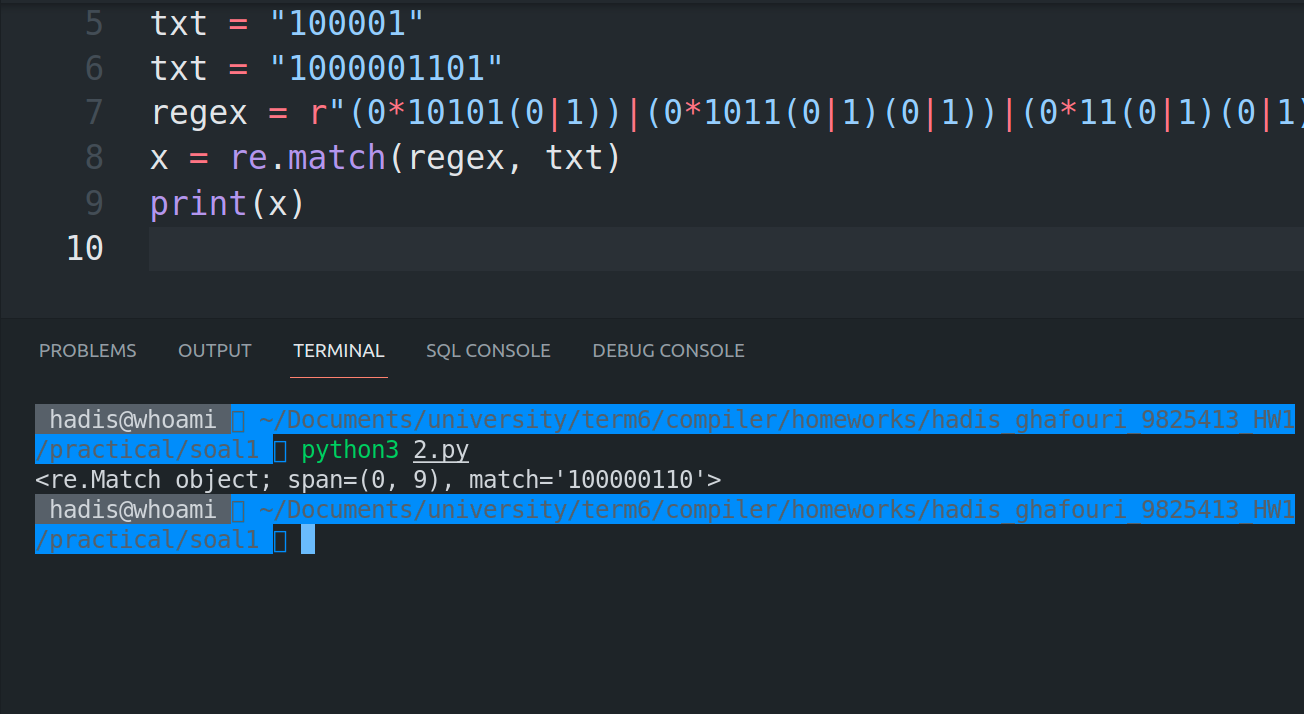 5 txt = "100001"
6 txt = "1000001101"
7 regex = r"(0*10101(0|1))|(0*1011(0|1)(0|1))|(0*11(0|1)(0|1)
8 x = re.match(regex, txt)
9 print(x)
10
PROBLEMS OUTPUT TERMINAL SQL CONSOLE DEBUG CONSOLE
hadis@whoami ~/Documents/university/term6/compiler/homeworks/hadis_ghafouri_9825413_HW1
/practical/soal1 python3 2.py
<re.Match object; span=(0, 9), match='100000110'>
hadis@whoami ~/Documents/university/term6/compiler/homeworks/hadis_ghafouri_9825413_HW1
/practical/soal1